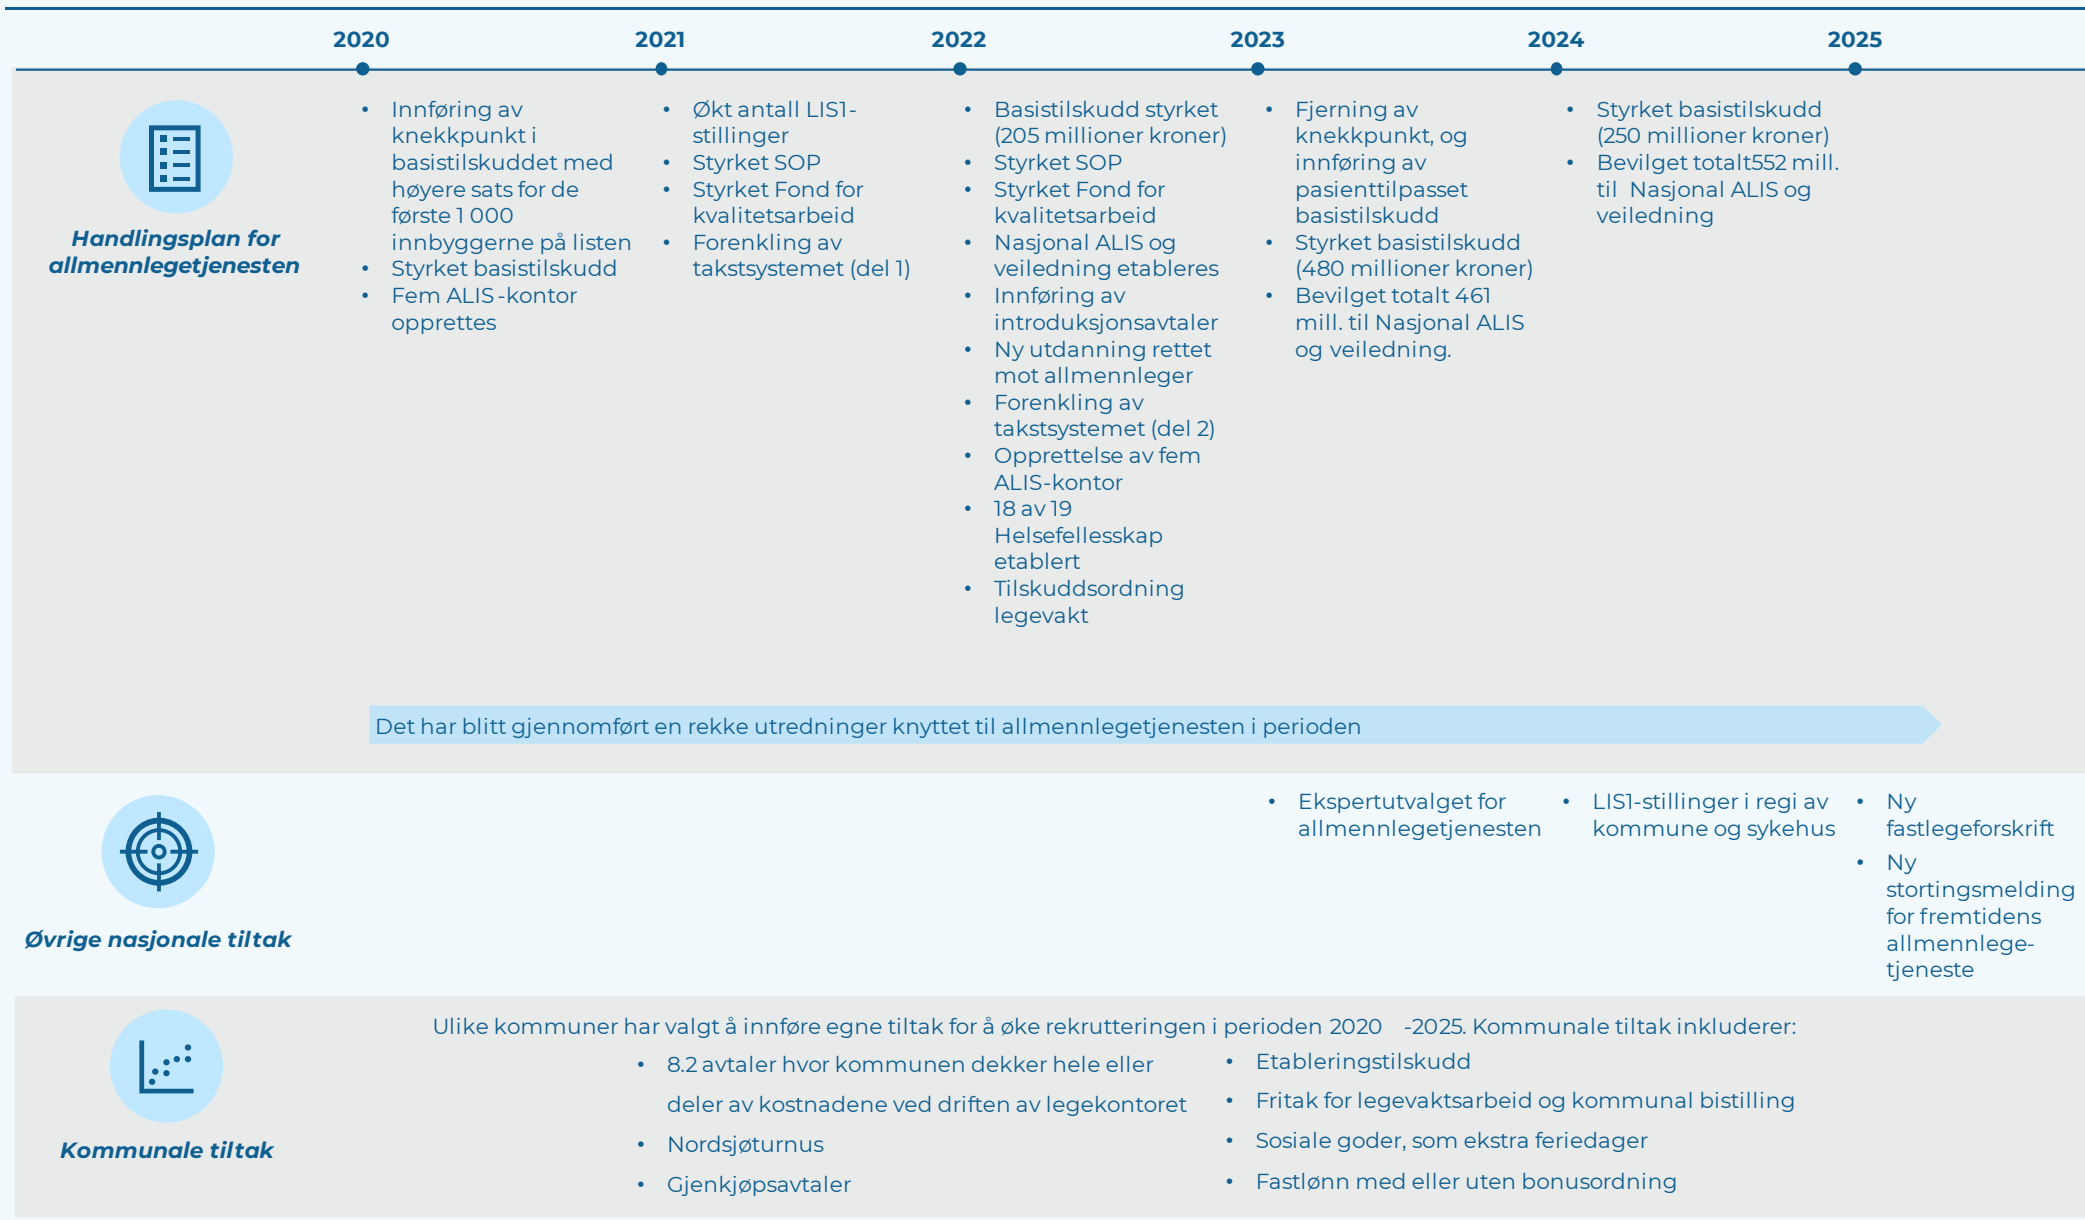 2020
2021
2022
2023
2024
2025
Handlingsplan for
allmennlegetjenesten
• Innføring av
knekkpunkt i
basistilskuddet med
høyere sats for de
første 1 000
innbyggerne på listen
• Styrket basistilskudd
• Fem ALIS-kontor
opprettes
• Økt antall LIS1-
stillinger
• Styrket SOP
• Styrket Fond for
kvalitetsarbeid
• Forenkling av
takstsystemet (del 1)
• Basistilskudd styrket
(205 millioner kroner)
• Styrket SOP
• Styrket Fond for
kvalitetsarbeid
• Nasjonal ALIS og
veiledning etableres
• Innføring av
introduksjonsavtaler
• Ny utdanning rettet
mot allmennleger
• Forenkling av
takstsystemet (del 2)
• Opprettelse av fem
ALIS-kontor
• 18 av 19
Helsefellesskap
etablert
• Tilskuddsordning
legevakt
• Fjerning av
knekkpunkt, og
innføring av
pasienttilpasset
basistilskudd
• Styrket basistilskudd
(480 millioner kroner)
• Bevilget totalt 461
mill. til Nasjonal ALIS
og veiledning.
• Styrket basistilskudd
(250 millioner kroner)
• Bevilget totalt552 mill.
til Nasjonal ALIS og
veiledning
Det har blitt gjennomført en rekke utredninger knyttet til allmennlegetjenesten i perioden
Øvrige nasjonale tiltak
• Ekspertutvalget for
allmennlegetjenesten
• LIS1-stillinger i regi av
kommune og sykehus
• Ny
fastlegeforskrift
• Ny
stortingsmelding
for fremtidens
allmennlege-
tjeneste
Kommunale tiltak
Ulike kommuner har valgt å innføre egne tiltak for å øke rekrutteringen i perioden 2020 -2025. Kommunale tiltak inkluderer:
• 8.2 avtaler hvor kommunen dekker hele eller
deler av kostnadene ved driften av legekontoret
• Nordsjøturnus
• Gjenkjøpsavtaler
• Etableringstilskudd
• Fritak for legevaktsarbeid og kommunal bistilling
• Sosiale goder, som ekstra feriedager
• Fastlønn med eller uten bonusordning